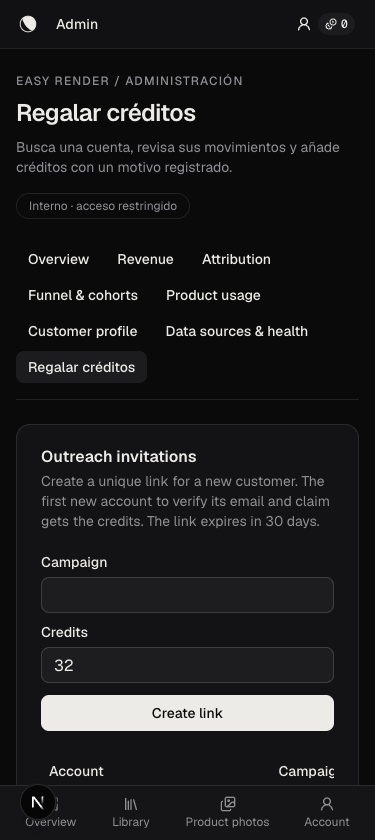 Admin
0
EASY RENDER / ADMINISTRACIÓN
Regalar créditos
Busca una cuenta, revisa sus movimientos y añade
créditos con un motivo registrado.
Interno · acceso restringido
Overview Revenue Attribution
Funnel & cohorts Product usage
Customer profile Data sources & health
Regalar créditos
Outreach invitations
Create a unique link for a new customer. The
first new account to verify its email and claim
gets the credits. The link expires in 30 days.
Campaign
Credits
32
Create link
Account Campaig
N
Overview Library Product photos Account